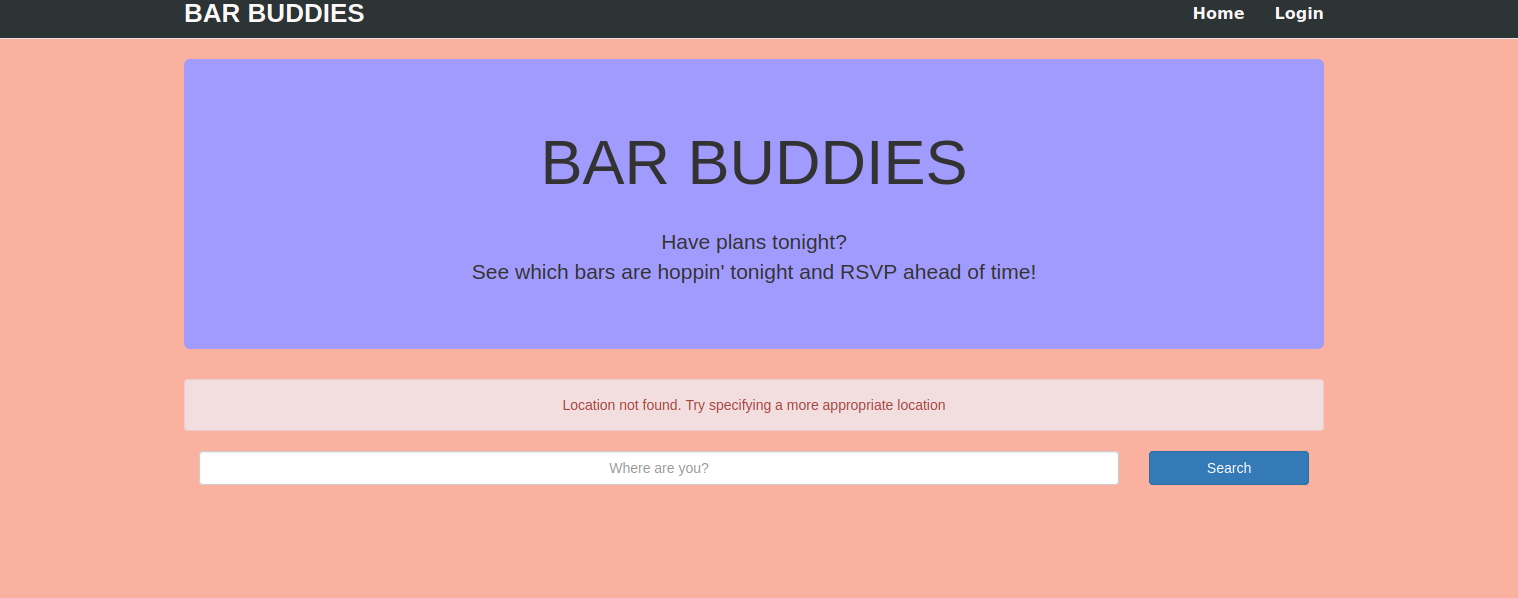 BAR BUDDIES
Home Login
BAR BUDDIES
Have plans tonight?
See which bars are hoppin' tonight and RSVP ahead of time!
Location not found. Try specifying a more appropriate location
Where are you?
Search